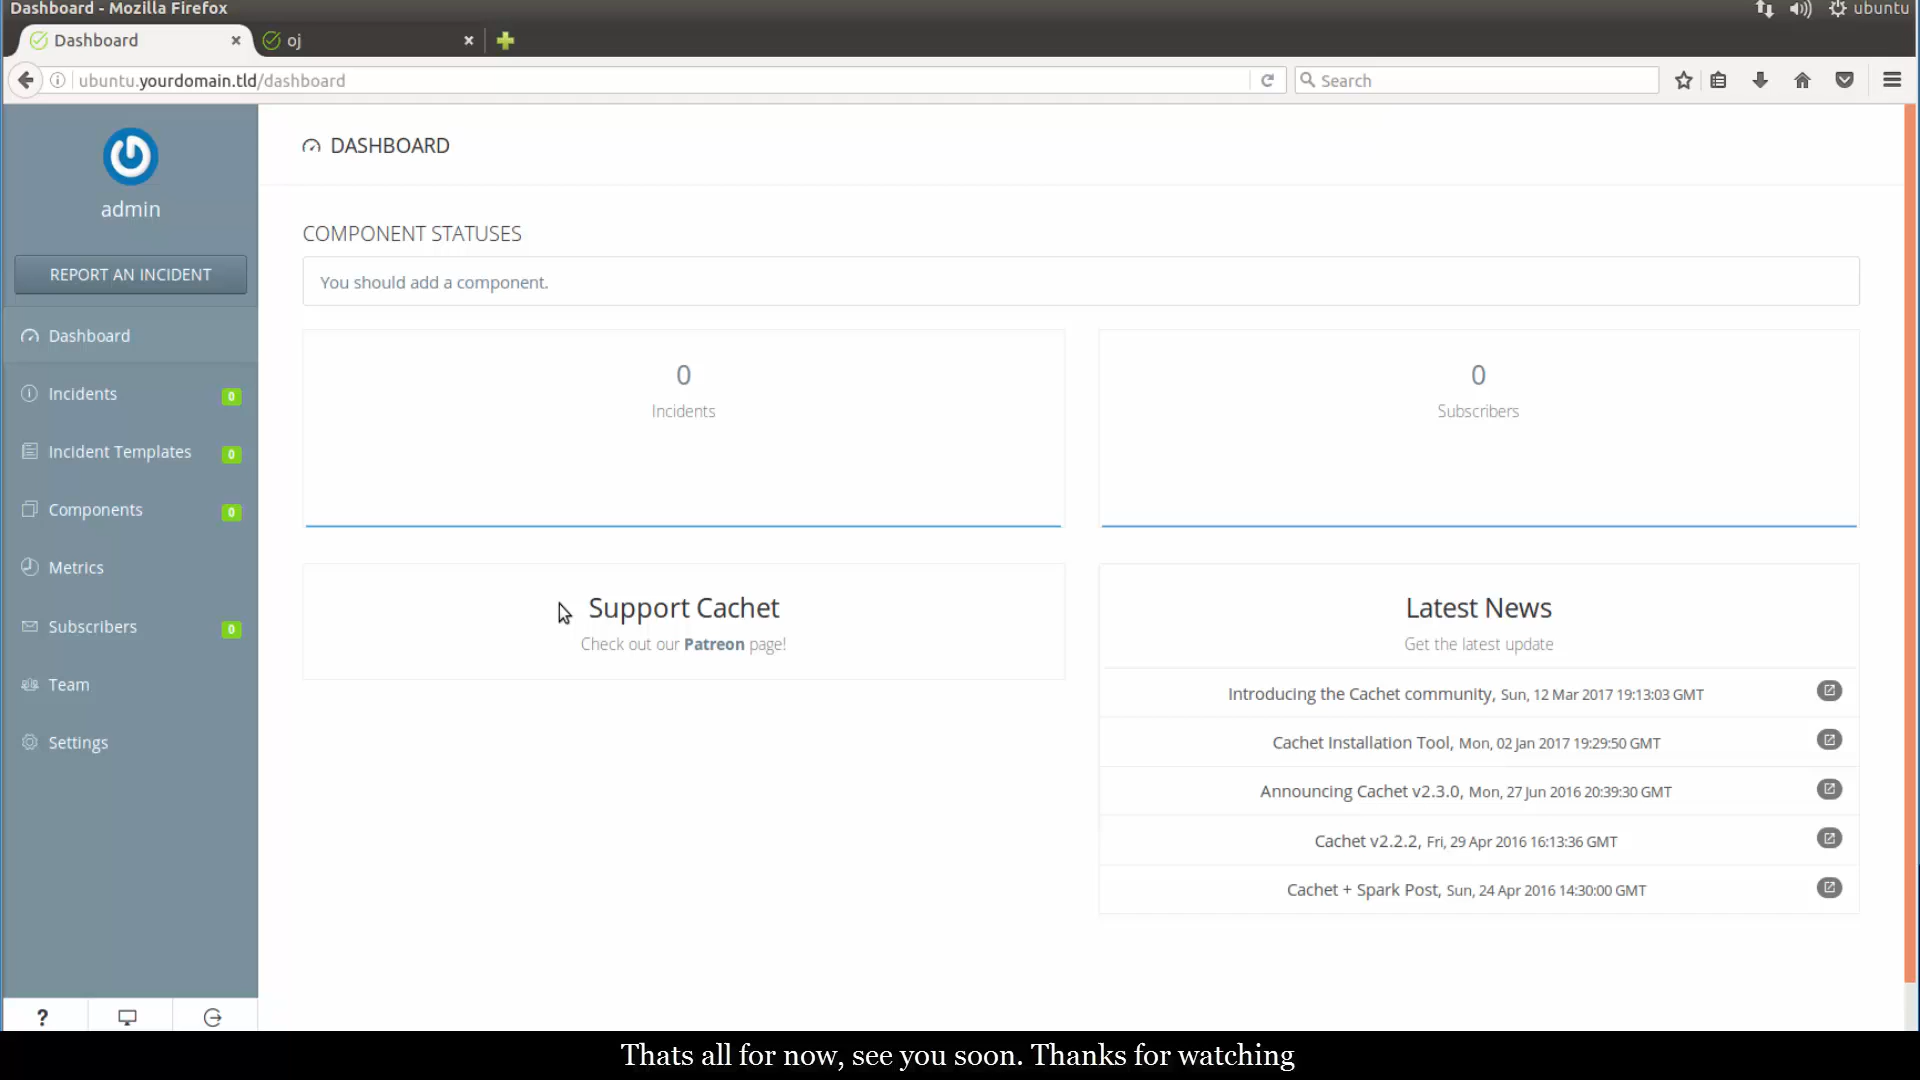 Dashboard - Mozilla Firefox
ubuntu
Dashboard
oj
ubuntu.yourdomain.tld/dashboard
Search
admin
REPORT AN INCIDENT
Dashboard
Incidents 0
Incident Templates 0
Components 0
Metrics
Subscribers 0
Team
Settings
?
DASHBOARD
COMPONENT STATUSES
You should add a component.
0
Incidents
0
Subscribers
Support Cachet
Check out our Patreon page!
Latest News
Get the latest update
Introducing the Cachet community, Sun, 12 Mar 2017 19:13:03 GMT
Cachet Installation Tool, Mon, 02 Jan 2017 19:29:50 GMT
Announcing Cachet v2.3.0, Mon, 27 Jun 2016 20:39:30 GMT
Cachet v2.2.2, Fri, 29 Apr 2016 16:13:36 GMT
Cachet + Spark Post, Sun, 24 Apr 2016 14:30:00 GMT
Thats all for now, see you soon. Thanks for watching